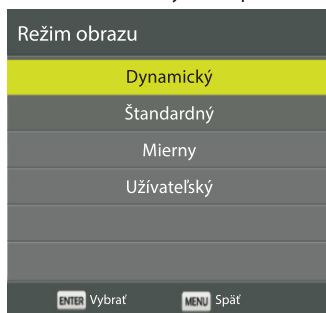 Režim obrazu
Dynamický
Štandardný
Mierny
Užívateľský
ENTER Vybrať MENU Späť